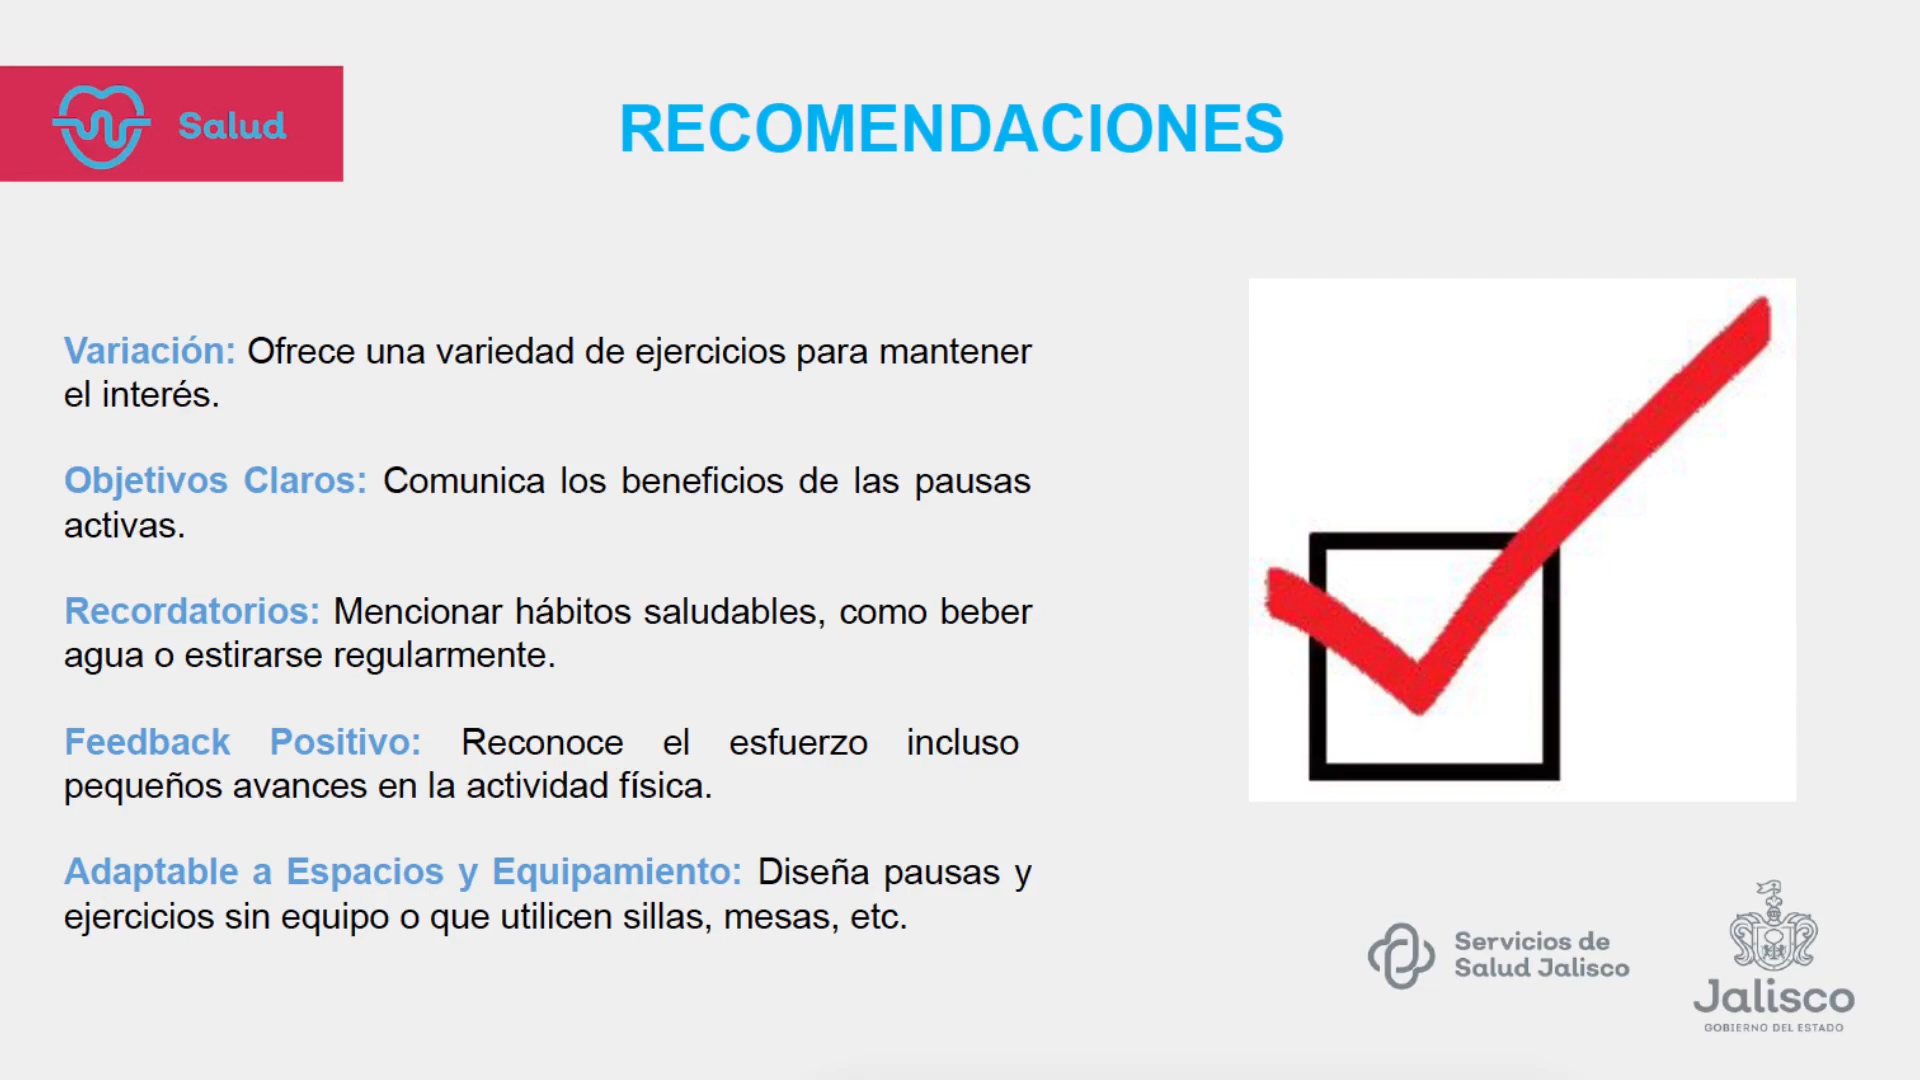 Salud
RECOMENDACIONES
Variación: Ofrece una variedad de ejercicios para mantener
el interés.
Objetivos Claros: Comunica los beneficios de las pausas
activas.
Recordatorios: Mencionar hábitos saludables, como beber
agua o estirarse regularmente.
Feedback Positivo: Reconoce el esfuerzo incluso
pequeños avances en la actividad física.
Adaptable a Espacios y Equipamiento: Diseña pausas y
ejercicios sin equipo o que utilicen sillas, mesas, etc.
Servicios de
Salud Jalisco
Jalisco
GOBIERNO DEL ESTADO